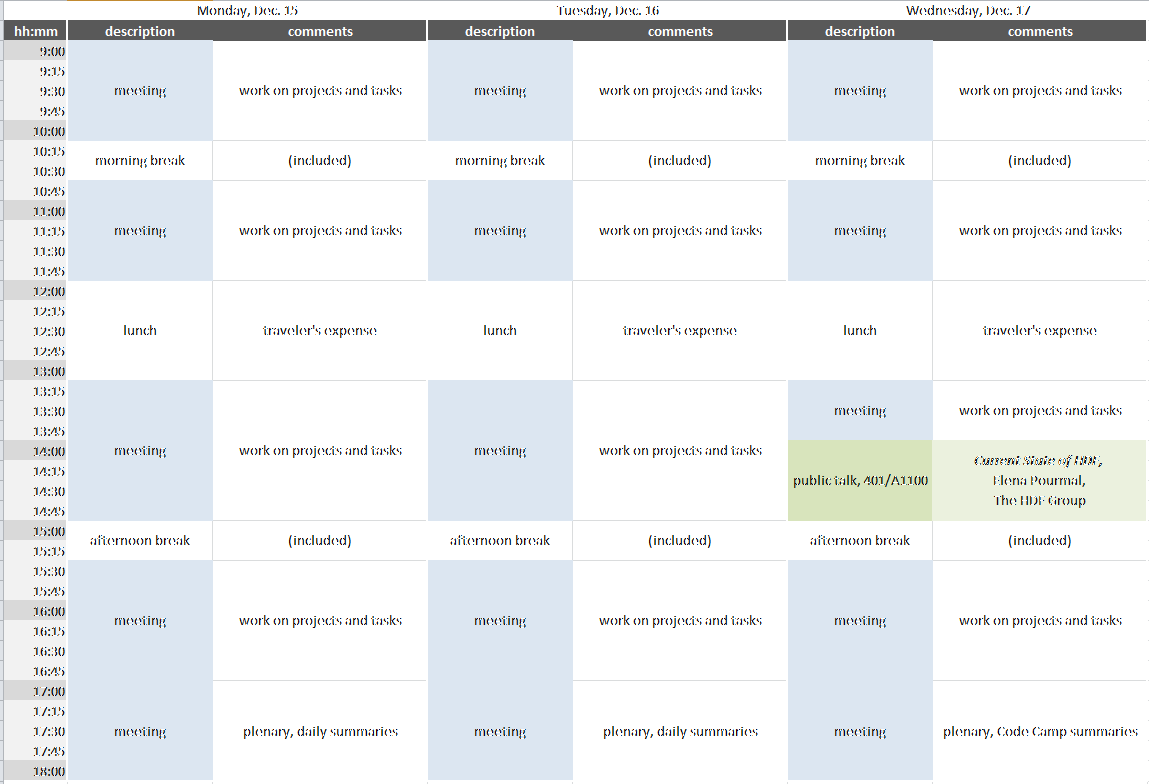 Monday, Dec. 15 Tuesday, Dec. 16 Wednesday, Dec. 17
hh:mm description comments description comments description comments
9:00
9:15
9:30 meeting work on projects and tasks meeting work on projects and tasks meeting work on projects and tasks
9:45
10:00
10:15
morning break (included) morning break (included) morning break (included)
10:30
10:45
11:00
11:15 meeting work on projects and tasks meeting work on projects and tasks meeting work on projects and tasks
11:30
11:45
12:00
12:15
12:30 lunch traveler's expense lunch traveler's expense lunch traveler's expense
12:45
13:00
13:15
13:30 meeting work on projects and tasks
13:45
14:00 meeting work on projects and tasks meeting work on projects and tasks
Current State of HDF,
14:15
public talk, 401/A1100 Elena Pourmal,
14:30
The HDF Group
14:45
15:00
afternoon break (included) afternoon break (included) afternoon break (included)
15:15
15:30
15:45
16:00
meeting work on projects and tasks meeting work on projects and tasks meeting work on projects and tasks
16:15
16:30
16:45
17:00
17:15
17:30 meeting plenary, daily summaries meeting plenary, daily summaries meeting plenary, Code Camp summaries
17:45
18:00